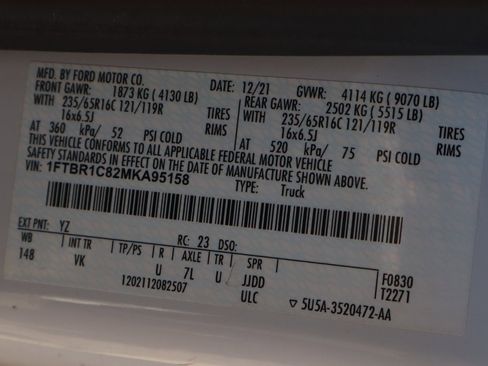 MFD. BY FORD MOTOR CO. DATE: 12/21 GVWR: 4114 KG ( 9070 LB)
FRONT GAWR: 1873 KG ( 4130 LB) REAR GAWR: 2502 KG ( 5515 LB)
WITH 235/65R16C 121/119R TIRES WITH 235/65R16C 121/119R TIRES
16x6.5J RIMS 16x6.5J RIMS
AT 360 kPa/ 52 PSI COLD AT 520 kPa/ 75 PSI COLD
THIS VEHICLE CONFORMS TO ALL APPLICABLE FEDERAL MOTOR VEHICLE
SAFETY STANDARDS IN EFFECT ON THE DATE OF MANUFACTURE SHOWN ABOVE.
VIN: 1FTBR1C82MKA95158 TYPE: Truck
EXT PNT: YZ RC: 23 DSO:
WB INT TR TP/PS R AXLE TR SPR F0830
148 VK U 7L U JJDD T2271
1202112082507 ULC ▽ 5U5A-3520472-AA